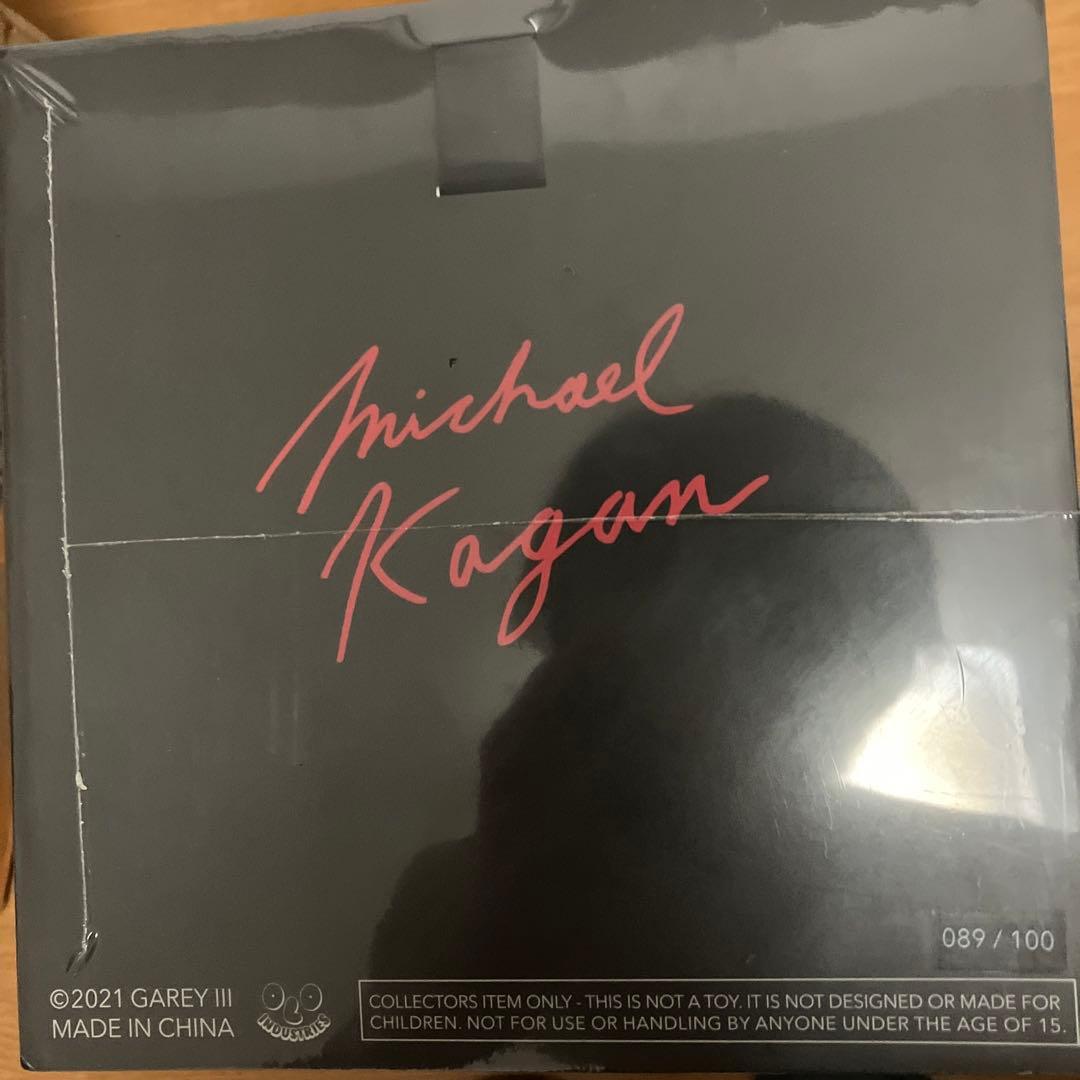 Michael
Kagan
089 / 100
©2021 GAREY III
MADE IN CHINA
INDUSTRIES
COLLECTORS ITEM ONLY - THIS IS NOT A TOY. IT IS NOT DESIGNED OR MADE FOR
CHILDREN. NOT FOR USE OR HANDLING BY ANYONE UNDER THE AGE OF 15.